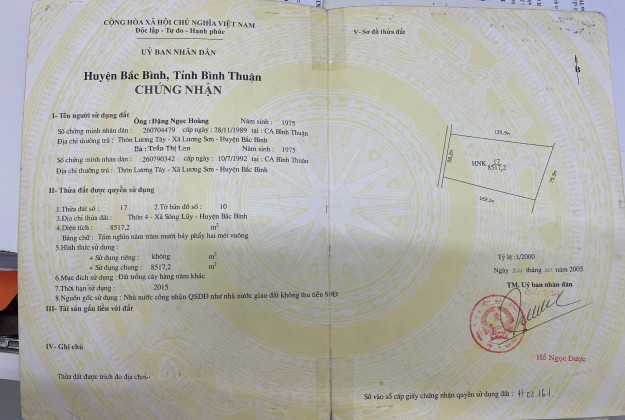 CỘNG HÒA XÃ HỘI CHỦ NGHĨA VIỆT NAM
Độc lập - Tự do - Hạnh phúc
UỶ BAN NHÂN DÂN
Huyện Bắc Bình, Tỉnh Bình Thuận
CHỨNG NHẬN
I- Tên người sử dụng đất
Ông : Đặng Ngọc Hoàng Năm sinh : 1975
Số chứng minh nhân dân : 260704479 cấp ngày : 28/11/1989 tại : CA Bình Thuận
Địa chỉ thường trú : Thôn Lương Tây - Xã Lương Sơn - Huyện Bắc Bình
Bà : Trần Thị Lan Năm sinh : 1975
Số chứng minh nhân dân : 260790342 cấp ngày : 10/7/1992 tại : CA Bình Thuận
Địa chỉ thường trú : Thôn Lương Tây - Xã Lương Sơn - Huyện Bắc Bình
II- Thửa đất được quyền sử dụng
1.Thửa đất số : 17 2.Tờ bản đồ số : 10
3.Địa chỉ thửa đất : Thôn 4 - Xã Sông Lũy - Huyện Bắc Bình
4.Diện tích : 8517,2 m2
Bằng chữ : Tám nghìn năm trăm mười bảy phẩy hai mét vuông
5.Hình thức sử dụng :
+ Sử dụng riêng : không m2
+ Sử dụng chung : 8517,2 m2
6.Mục đích sử dụng : Đất trồng cây hàng năm khác
7.Thời hạn sử dụng : 2015
8.Nguồn gốc sử dụng : Nhà nước công nhận QSDĐ như nhà nước giao đất không thu tiền SDĐ
III- Tài sản gắn liền với đất
IV- Ghi chú
Thửa đất được trích đo địa chính
V- Sơ đồ thửa đất
B
HNK 17
8517,2
Tỷ lệ :1/2000
Ngày tháng năm 2005
TM. Uỷ ban nhân dân
Hồ Ngọc Được
Số vào sổ cấp giấy chứng nhận quyền sử dụng đất :